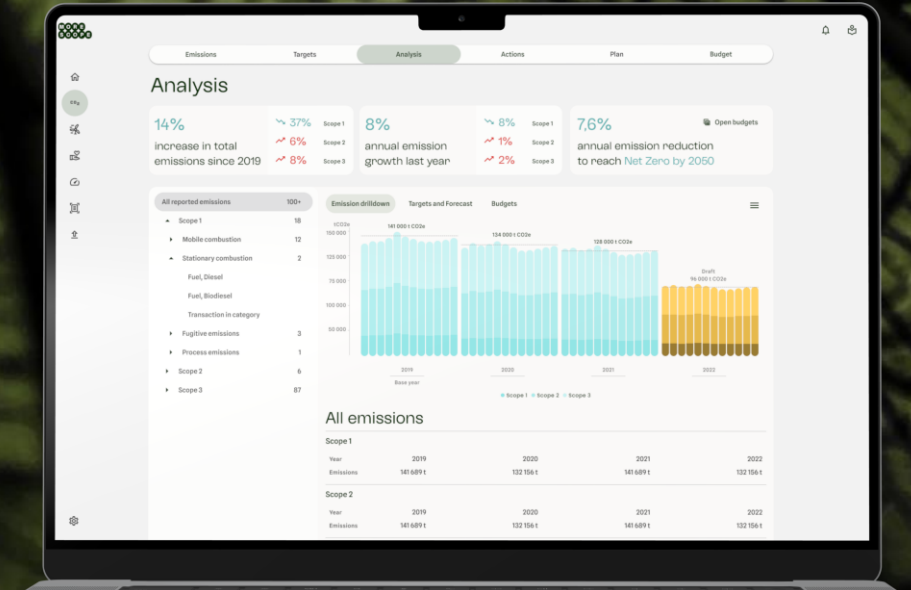 MORE
SCOPE
Emissions Targets Analysis Actions Plan Budget
Analysis
14%
increase in total
emissions since 2019
37% Scope 1
6% Scope 2
8% Scope 3
8%
annual emission
growth last year
8% Scope 1
1% Scope 2
2% Scope 3
7,6%
Open budgets
annual emission reduction
to reach Net Zero by 2050
CO₂
All reported emissions 100+
Scope 1 18
Mobile combustion 12
Stationary combustion 2
Fuel, Diesel
Fuel, Biodiesel
Transaction in category
Fugitive emissions 3
Process emissions 1
Scope 2 6
Scope 3 87
Emission drilldown Targets and Forecast Budgets
tCO2e
150 000
125 000
75 000
100 000
50 000
141 000 t CO2e
134 000 t CO2e
128 000 t CO2e
Draft
96 000 t CO2e
2019 2020 2021 2022
Base year
Scope 1 Scope 2 Scope 3
All emissions
Scope 1
Year 2019 2020 2021 2022
Emissions 141 689 t 132 156 t 141 689 t 132 156 t
Scope 2
Year 2019 2020 2021 2022
Emissions 141 689 t 132 156 t 141 689 t 132 156 t